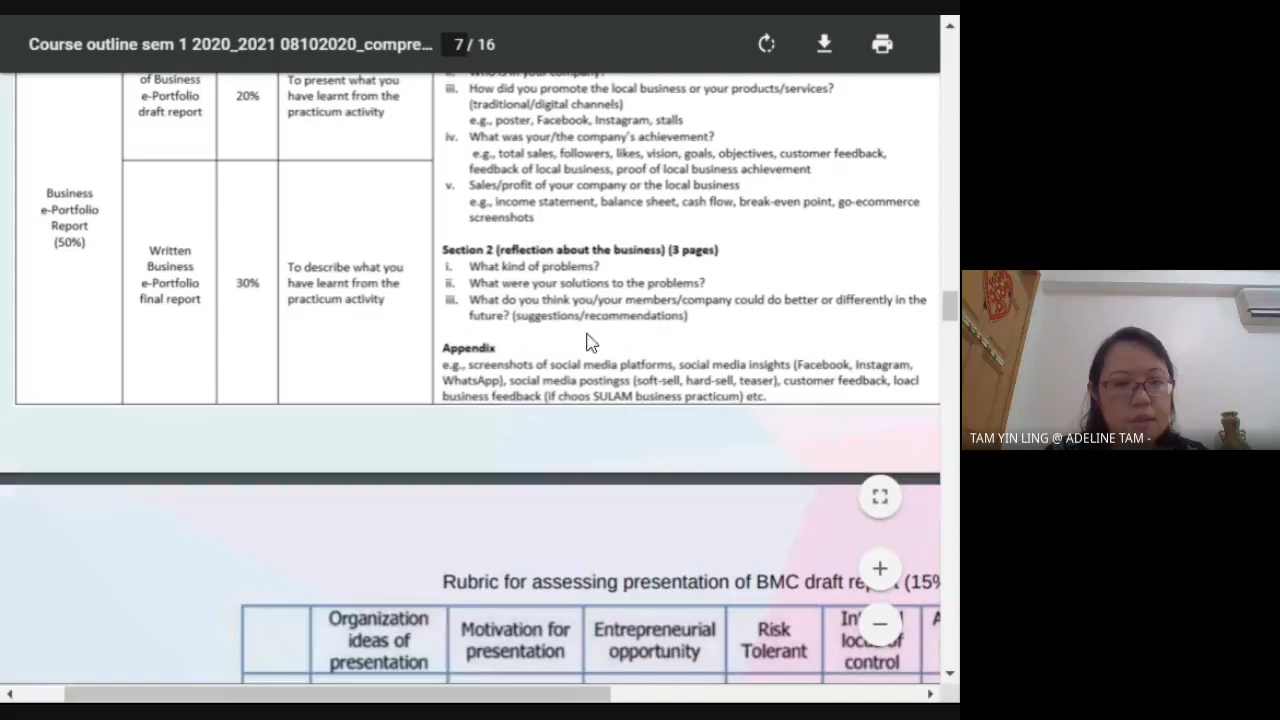 Course outline sem 1 2020_2021 08102020_compre... 7 / 16
of Business
e-Portfolio
draft report
20%
To present what you
have learnt from the
practicum activity
iii. How did you promote the local business or your products/services?
(traditional/digital channels)
e.g., poster, Facebook, Instagram, stalls
iv. What was your/the company's achievement?
e.g., total sales, followers, likes, vision, goals, objectives, customer feedback,
feedback of local business, proof of local business achievement
v. Sales/profit of your company or the local business
e.g., income statement, balance sheet, cash flow, break-even point, go-ecommerce
screenshots
Business
e-Portfolio
Report
(50%)
Written
Business
e-Portfolio
final report
30%
To describe what you
have learnt from the
practicum activity
Section 2 (reflection about the business) (3 pages)
i. What kind of problems?
ii. What were your solutions to the problems?
iii. What do you think you/your members/company could do better or differently in the
future? (suggestions/recommendations)
Appendix
e.g., screenshots of social media platforms, social media insights (Facebook, Instagram,
WhatsApp), social media postingss (soft-sell, hard-sell, teaser), customer feedback, loacl
business feedback (if choos SULAM business practicum) etc.
Rubric for assessing presentation of BMC draft (15%
Organization
ideas of
presentation
Motivation for
presentation
Entrepreneurial
opportunity
Risk
Tolerant
control
TAM YIN LING @ ADELINE TAM -